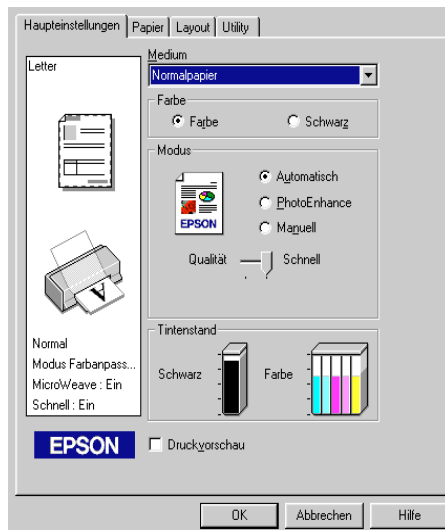 Haupteinstellungen Papier Layout Utility
Letter
Medium
Normalpapier
Farbe
Farbe Schwarz
Modus
EPSON
Automatisch
PhotoEnhance
Manuell
Qualität Schnell
A
Normal
Modus Farbanpass...
MicroWeave : Ein
Schnell : Ein
Tintenstand
Schwarz Farbe
EPSON
Druckvorschau
OK Abbrechen Hilfe